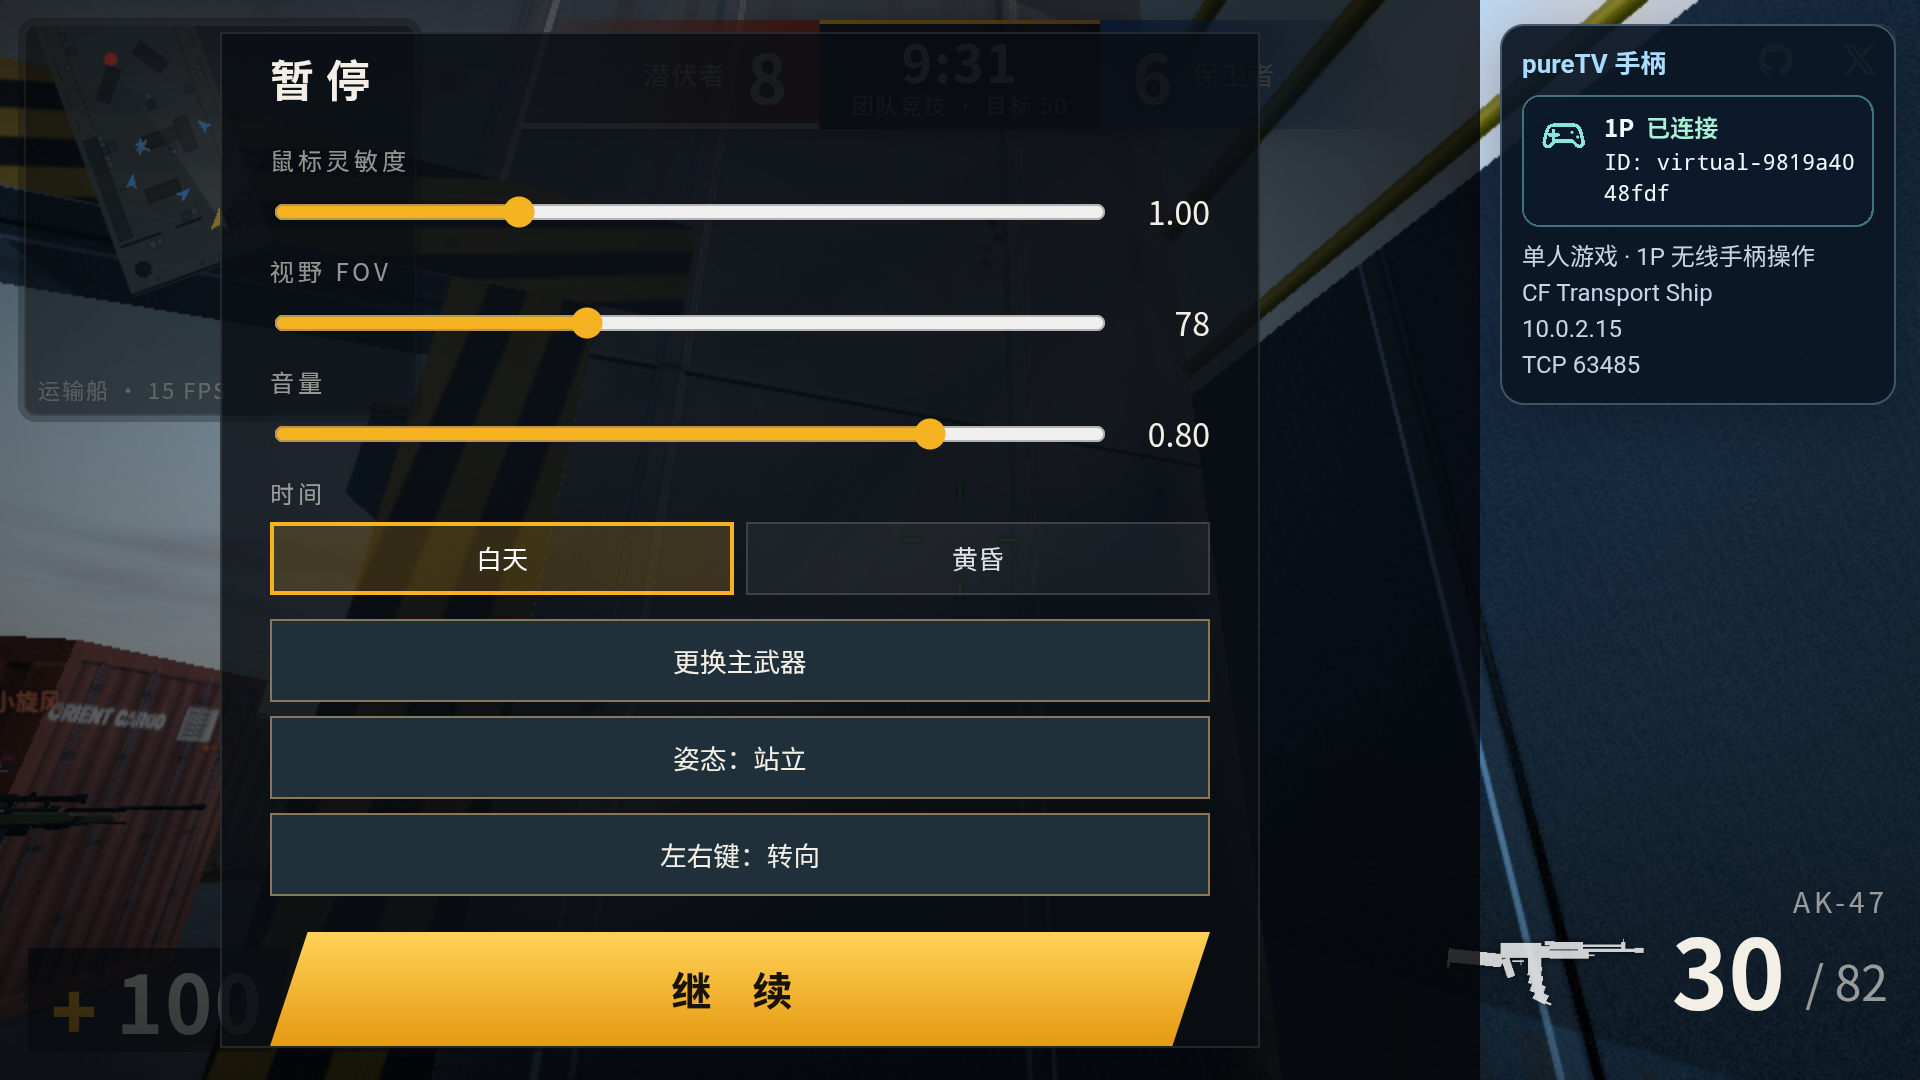 暂停
潜伏者 8
9:31
团队竞技 · 目标 50
6 保卫者
鼠标灵敏度
1.00
视野 FOV
78
音量
0.80
时间
白天
黄昏
更换主武器
姿态：站立
左右键：转向
继 续
运输船 · 15 FPS
小旋风
ORIENT CARGO
+ 100
pureTV 手柄
1P 已连接
ID: virtual-9819a40
48fdf
单人游戏 · 1P 无线手柄操作
CF Transport Ship
10.0.2.15
TCP 63485
AK-47
30 / 82